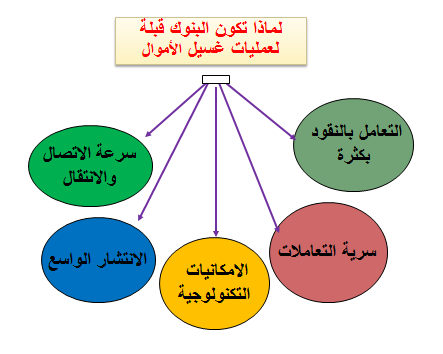 لماذا تكون البنوك قبلة
لعمليات غسيل الأموال
التعامل بالنقود
بكثرة
سرية التعاملات
الامكانيات
التكنولوجية
الانتشار الواسع
سرعة الاتصال
والانتقال